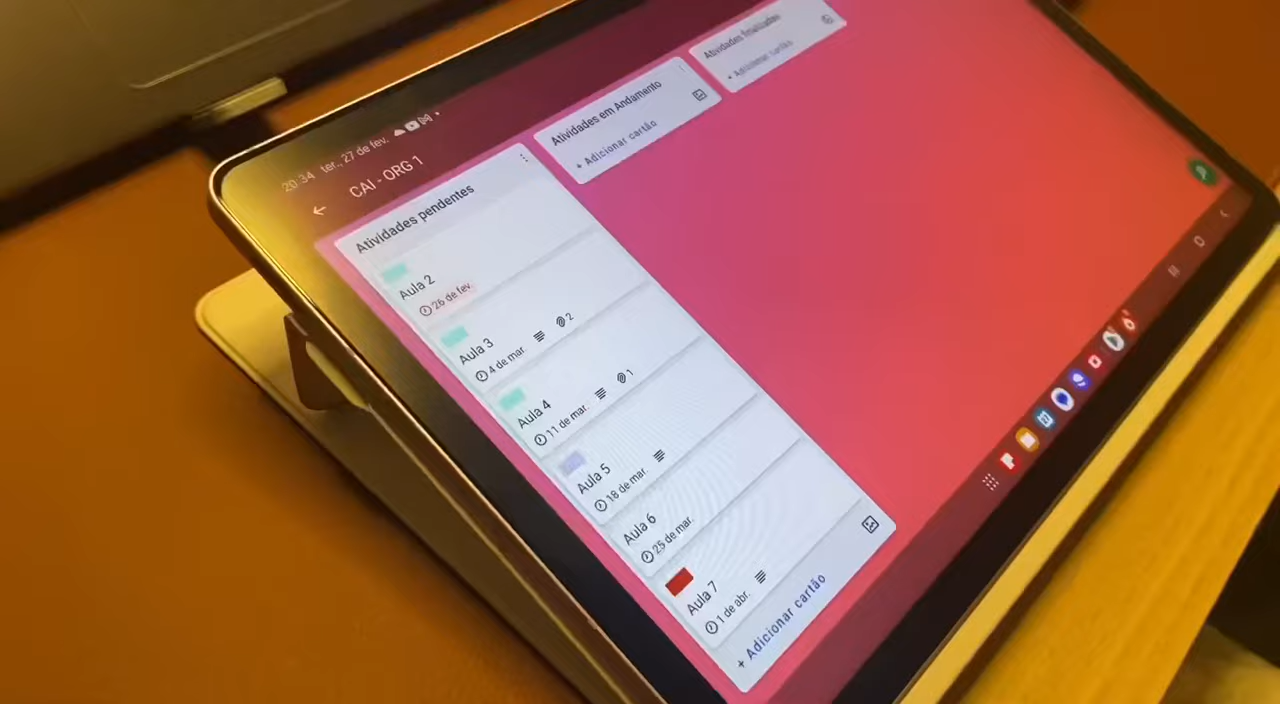 20:34 ter., 27 de fev.
CAI - ORG 1
Atividades pendentes
Aula 2
26 de fev.
Aula 3
4 de mar.
2
Aula 4
11 de mar.
1
Aula 5
18 de mar.
Aula 6
25 de mar.
Aula 7
1 de abr.
+ Adicionar cartão
Atividades em Andamento
+ Adicionar cartão
Atividades finalizadas
+ Adicionar cartão